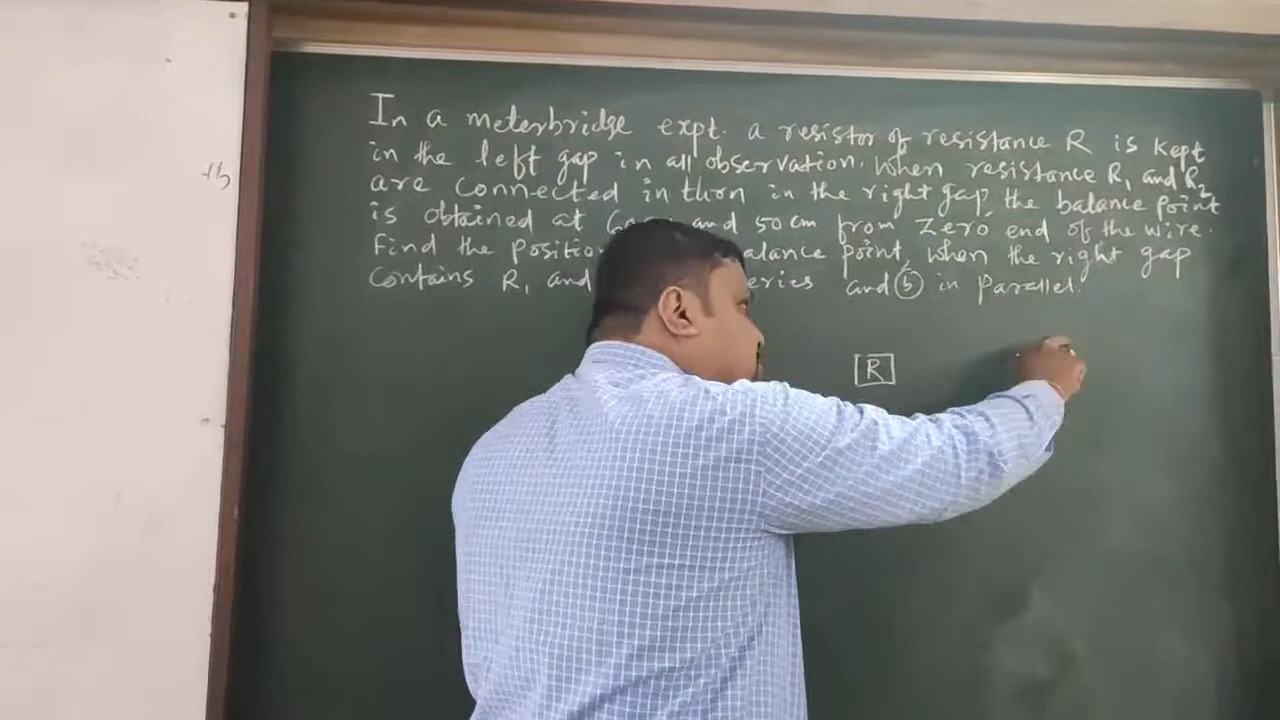 In a meterbridge expt. a resistor of resistance R is kept
in the left gap in all observation. When resistance R₁ and R₂
are connected in turn in the right gap, the balance point
is obtained at and 50 cm from Zero end of the wire.
Find the alance point, when the right gap
contains R₁ and eries and ⓑ in parallel.
R